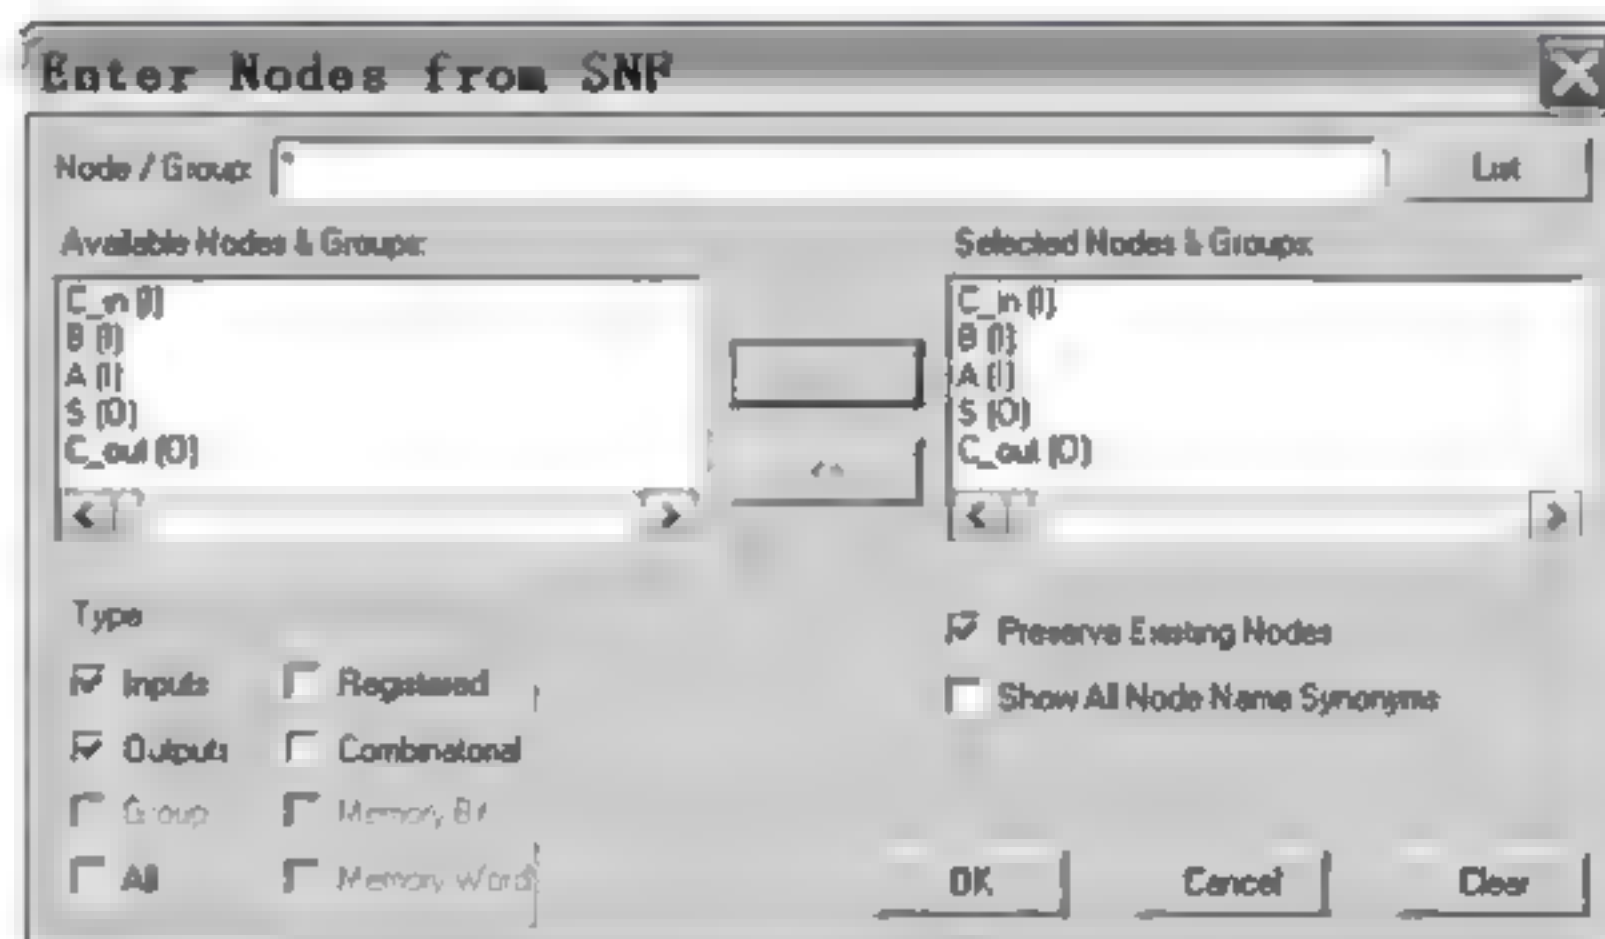 Enter Nodes from SNF
Node / Group: * List
Available Nodes & Groups: Selected Nodes & Groups:
C_in (I) C_in (I)
B (I) B (I)
A (I) A (I)
S (O) S (O)
C_out (O) C_out (O)
Type
Preserve Existing Nodes
Inputs Registered
Show All Node Name Synonyms
Outputs Combinatorial
Group Memory Bit
All Memory Word
OK Cancel Clear